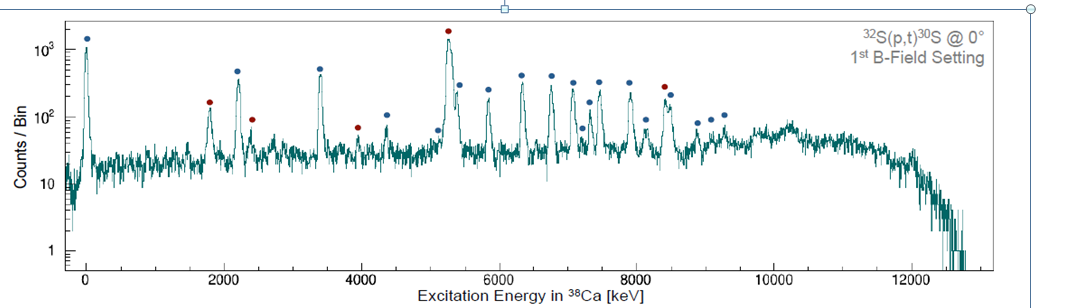 ³²S(p,t)³⁰S @ 0°
1ˢᵗ B-Field Setting
Counts / Bin
10³
10²
10
1
0 2000 4000 6000 8000 10000 12000
Excitation Energy in ³⁸Ca [keV]